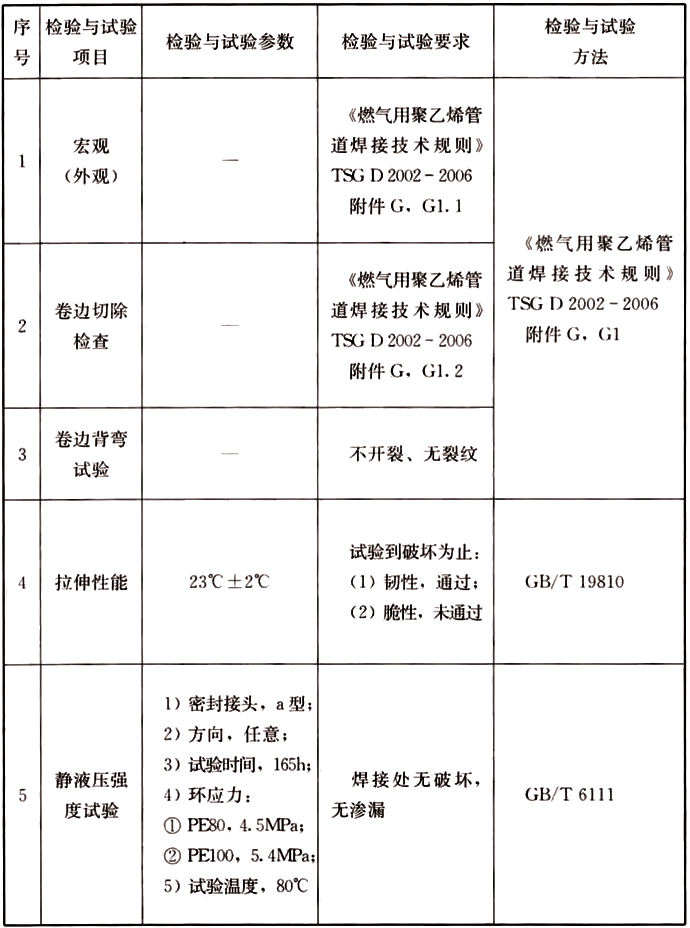 序号
检验与试验项目
检验与试验参数
检验与试验要求
检验与试验方法
1
宏观
（外观）
—
《燃气用聚乙烯管
道焊接技术规则》
TSG D 2002-2006
附件 G，G1.1
《燃气用聚乙烯管
道焊接技术规则》
TSG D 2002-2006
附件 G，G1
2
卷边切除
检查
—
《燃气用聚乙烯管
道焊接技术规则》
TSG D 2002-2006
附件 G，G1.2
3
卷边背弯
试验
—
不开裂、无裂纹
4
拉伸性能
23℃±2℃
试验到破坏为止：
（1）韧性，通过；
（2）脆性，未通过
GB/T 19810
5
静液压强
度试验
1）密封接头，a 型；
2）方向，任意；
3）试验时间，165h；
4）环应力：
① PE80，4.5MPa；
② PE100，5.4MPa；
5）试验温度，80℃
焊接处无破坏，
无渗漏
GB/T 6111